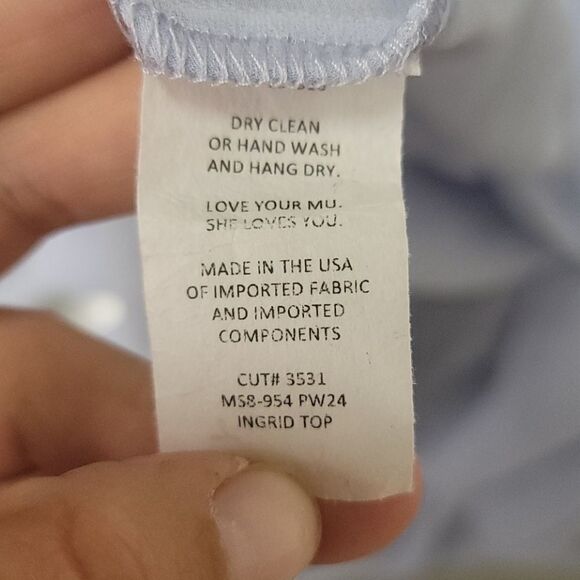 DRY CLEAN
OR HAND WASH
AND HANG DRY.
LOVE YOUR MU.
SHE LOVES YOU.
MADE IN THE USA
OF IMPORTED FABRIC
AND IMPORTED
COMPONENTS
CUT# 3531
MS8-954 PW24
INGRID TOP